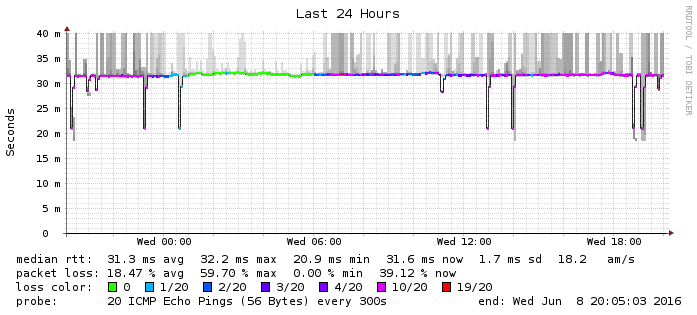 Last 24 Hours
RRDTOOL / TOBI OETIKER
Seconds
40 m
35 m
30 m
25 m
20 m
15 m
10 m
5 m
0
Wed 00:00 Wed 06:00 Wed 12:00 Wed 18:00
median rtt: 31.3 ms avg 32.2 ms max 20.9 ms min 31.6 ms now 1.7 ms sd 18.2 am/s
packet loss: 18.47 % avg 59.70 % max 0.00 % min 39.12 % now
loss color: 0 1/20 2/20 3/20 4/20 10/20 19/20
probe: 20 ICMP Echo Pings (56 Bytes) every 300s end: Wed Jun 8 20:05:03 2016